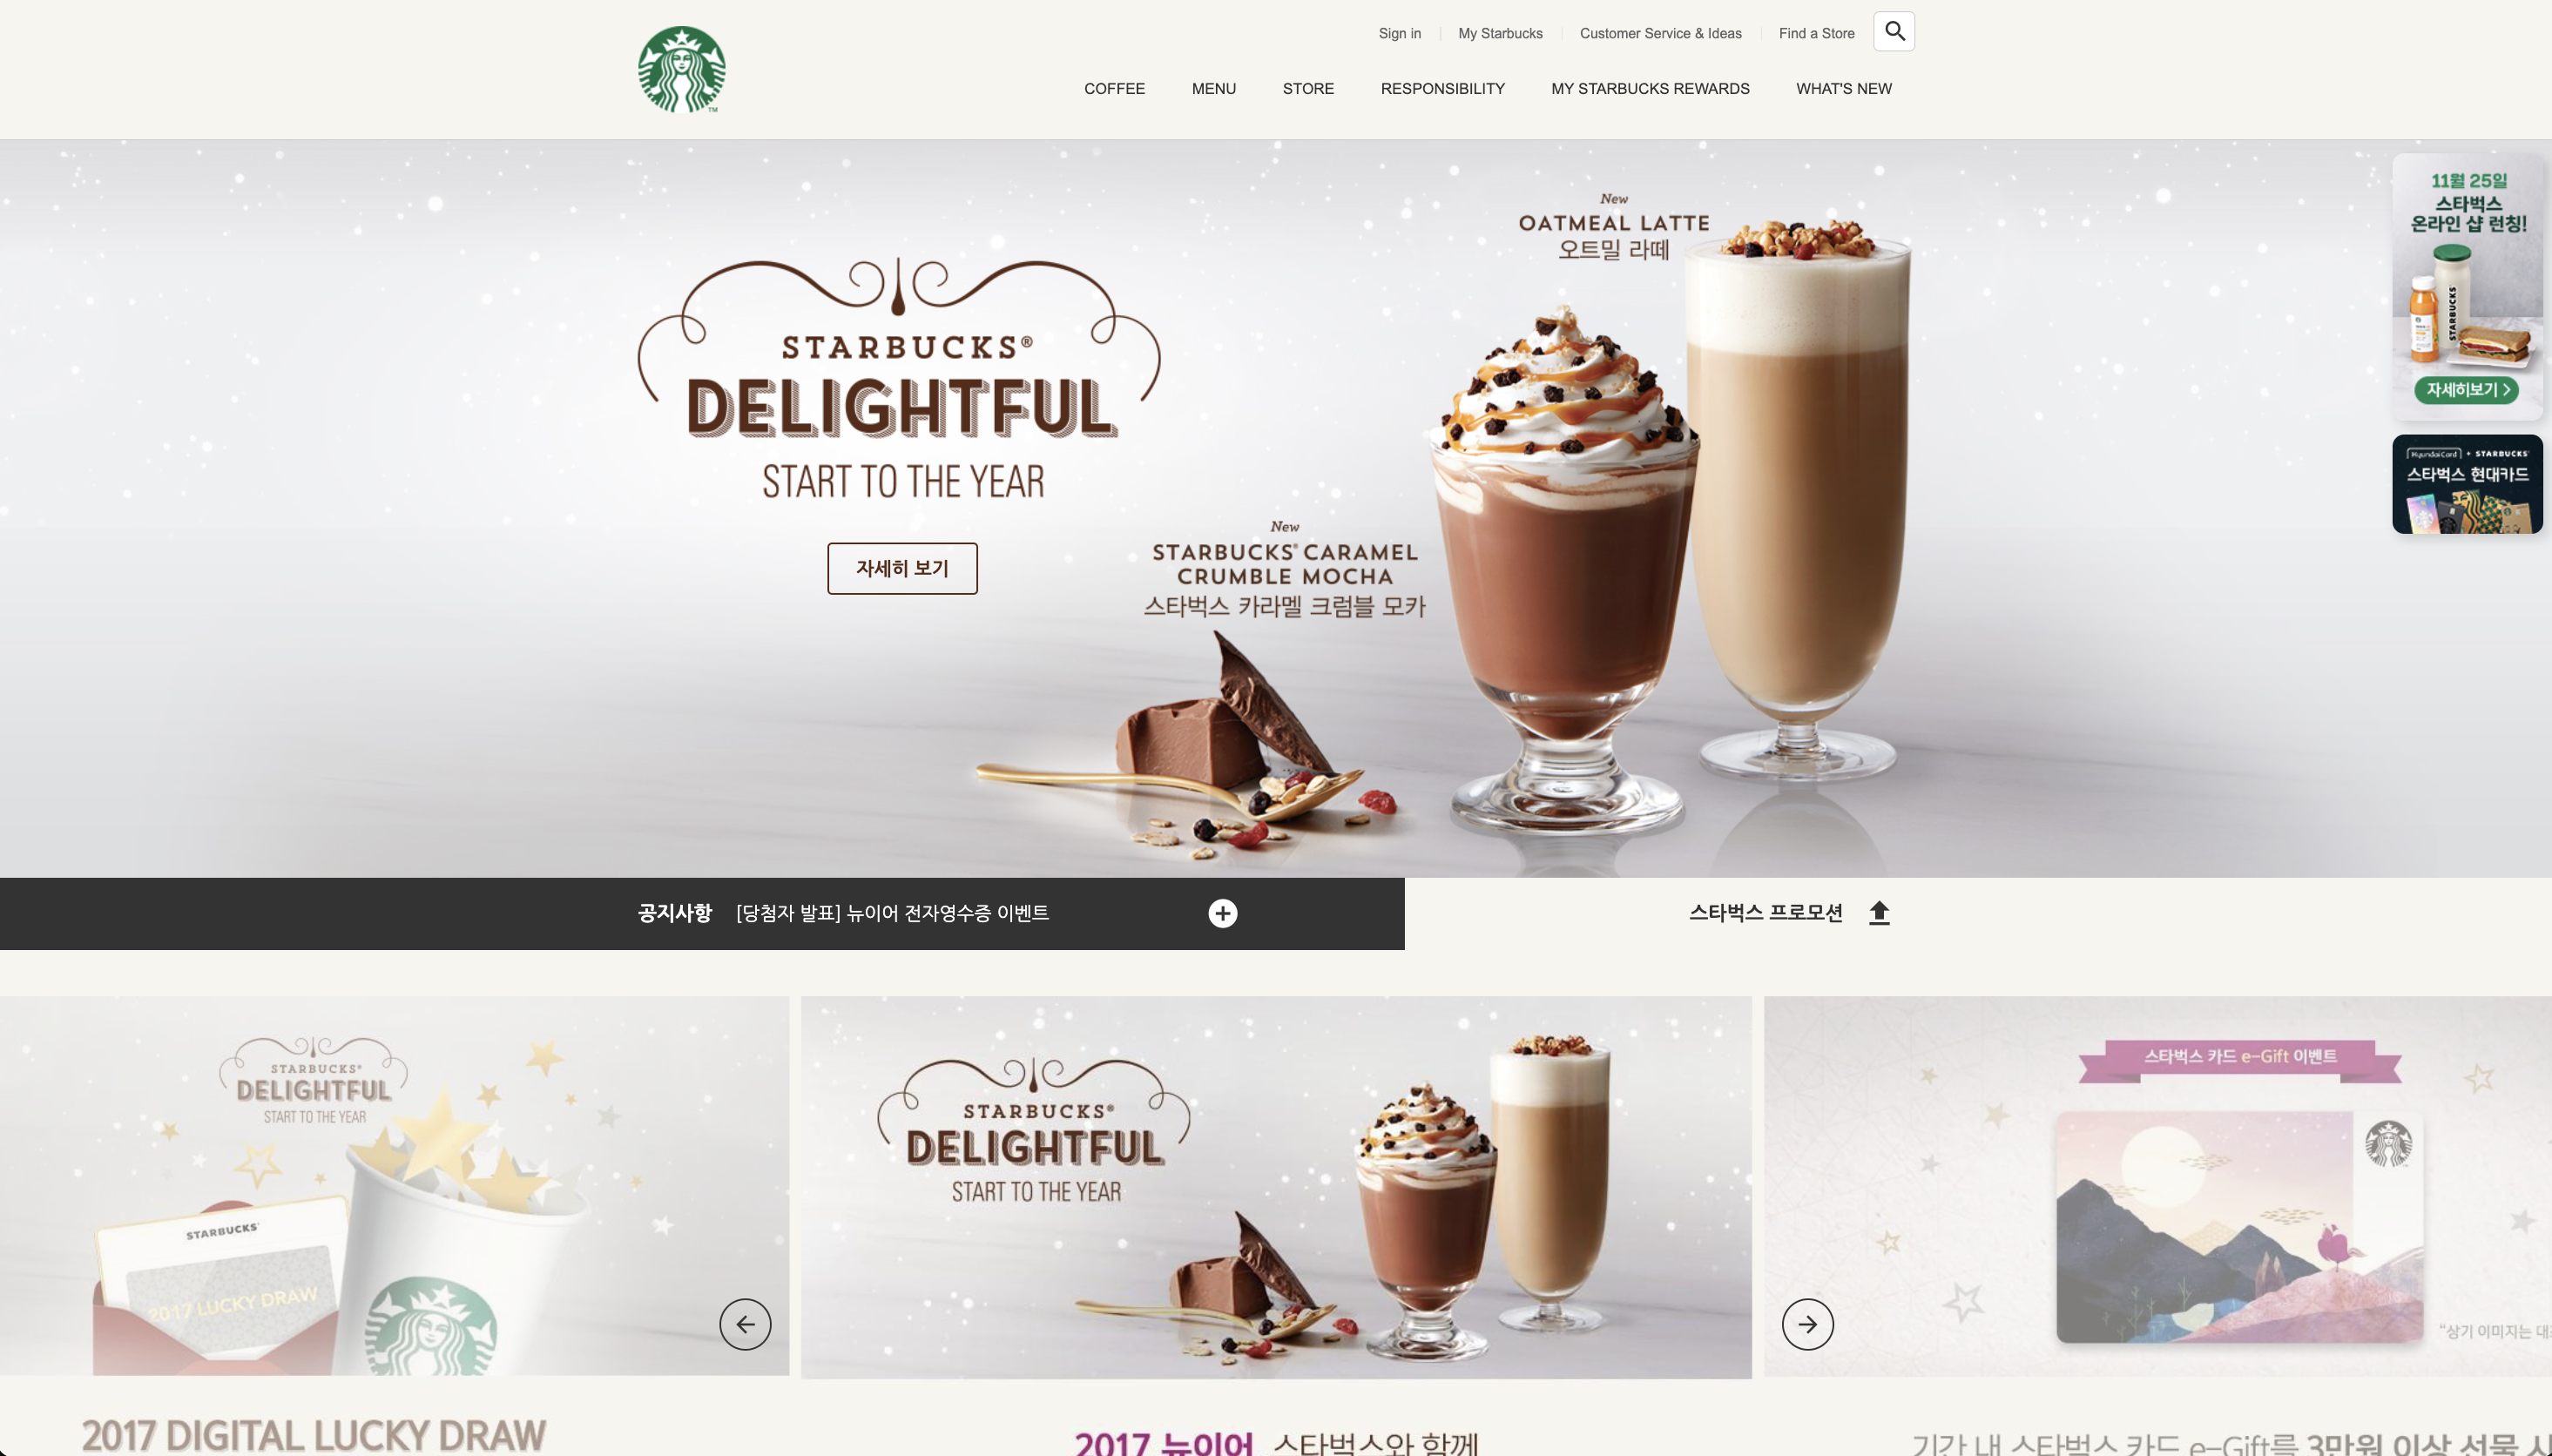 Sign in
My Starbucks
Customer Service & Ideas
Find a Store
COFFEE
MENU
STORE
RESPONSIBILITY
MY STARBUCKS REWARDS
WHAT'S NEW
STARBUCKS®
DELIGHTFUL
START TO THE YEAR
자세히 보기
New
OATMEAL LATTE
오트밀 라떼
New
STARBUCKS® CARAMEL
CRUMBLE MOCHA
스타벅스 카라멜 크럼블 모카
11월 25일
스타벅스
온라인 샵 런칭!
STARBUCKS
자세히보기
HyundaiCard + STARBUCKS
스타벅스 현대카드
공지사항 [당첨자 발표] 뉴이어 전자영수증 이벤트
스타벅스 프로모션
STARBUCKS®
DELIGHTFUL
START TO THE YEAR
STARBUCKS
2017 LUCKY DRAW
2017 DIGITAL LUCKY DRAW
STARBUCKS®
DELIGHTFUL
START TO THE YEAR
2017 뉴이어 스타벅스와 함께
스타벅스 카드 e-Gift 이벤트
“상기 이미지는
기간 내 스타벅스 카드 e-Gift를 3만원 이상 선물